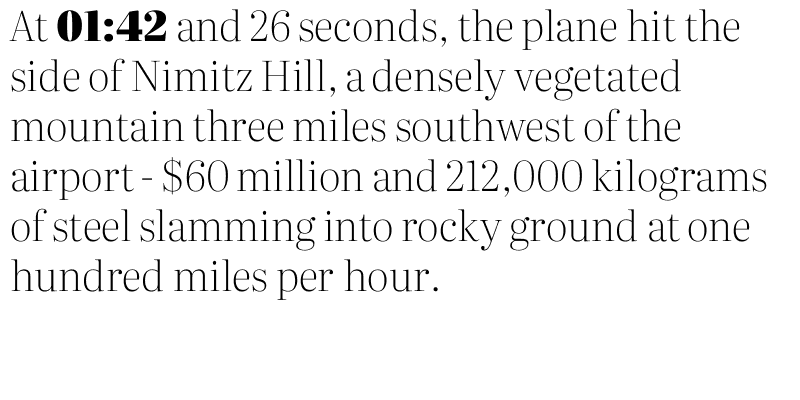 At 01:42 and 26 seconds, the plane hit the
side of Nimitz Hill, a densely vegetated
mountain three miles southwest of the
airport - $60 million and 212,000 kilograms
of steel slamming into rocky ground at one
hundred miles per hour.